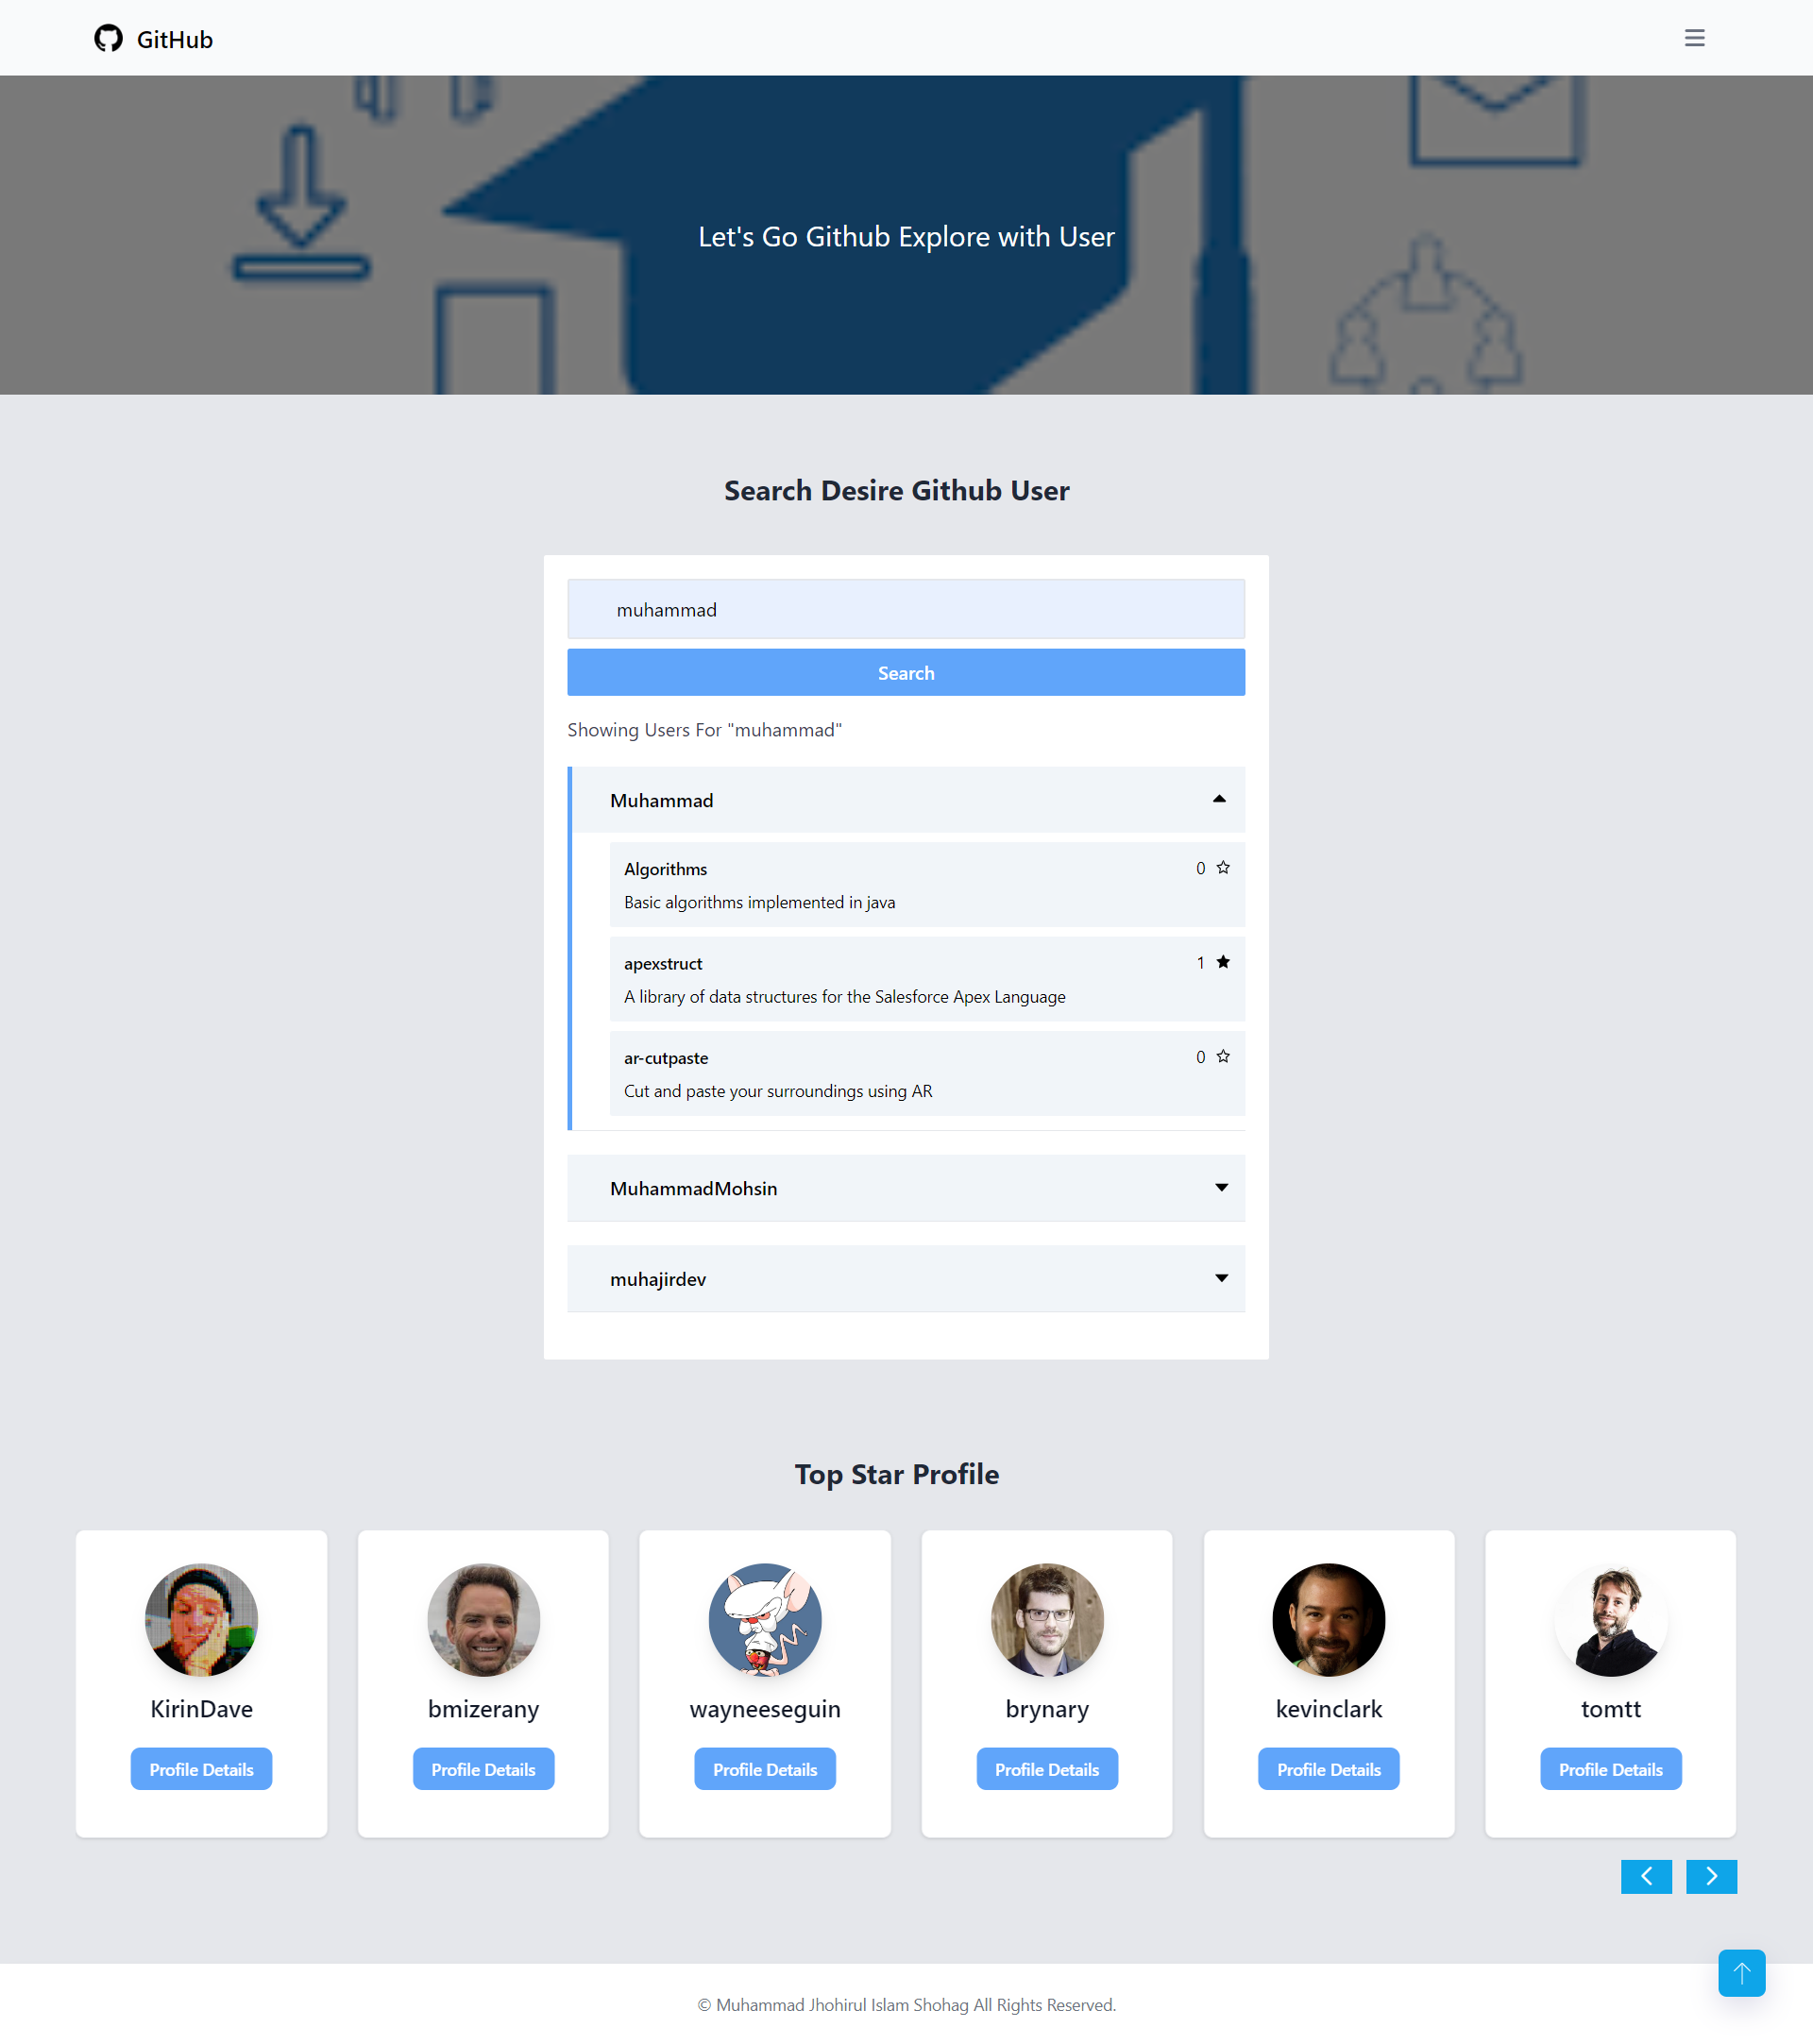 GitHub
Let's Go Github Explore with User
Search Desire Github User
muhammad
Search
Showing Users For "muhammad"
Muhammad
Algorithms 0
Basic algorithms implemented in java
apexstruct 1
A library of data structures for the Salesforce Apex Language
ar-cutpaste 0
Cut and paste your surroundings using AR
MuhammadMohsin
muhajirdev
Top Star Profile
KirinDave bmizerany wayneeseguin brynary kevinclark tomtt
Profile Details Profile Details Profile Details Profile Details Profile Details Profile Details
© Muhammad Jhohirul Islam Shohag All Rights Reserved.